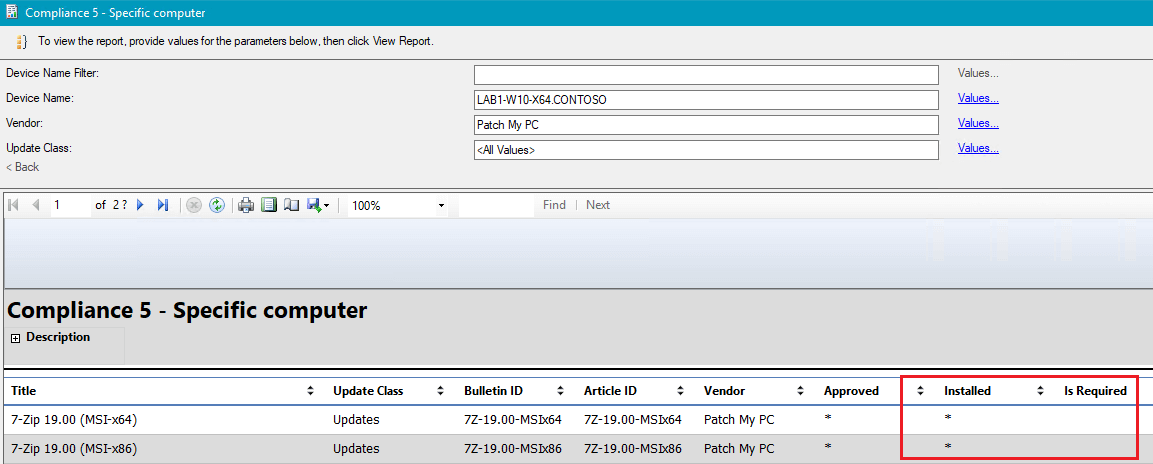 Compliance 5 - Specific computer
To view the report, provide values for the parameters below, then click View Report.
Device Name Filter: Values...
Device Name: LAB1-W10-X64.CONTOSO Values...
Vendor: Patch My PC Values...
Update Class: <All Values> Values...
< Back
1 of 2 ? 100% Find | Next
Compliance 5 - Specific computer
Description
Title Update Class Bulletin ID Article ID Vendor Approved Installed Is Required
7-Zip 19.00 (MSI-x64) Updates 7Z-19.00-MSIx64 7Z-19.00-MSIx64 Patch My PC * *
7-Zip 19.00 (MSI-x86) Updates 7Z-19.00-MSIx86 7Z-19.00-MSIx86 Patch My PC * *